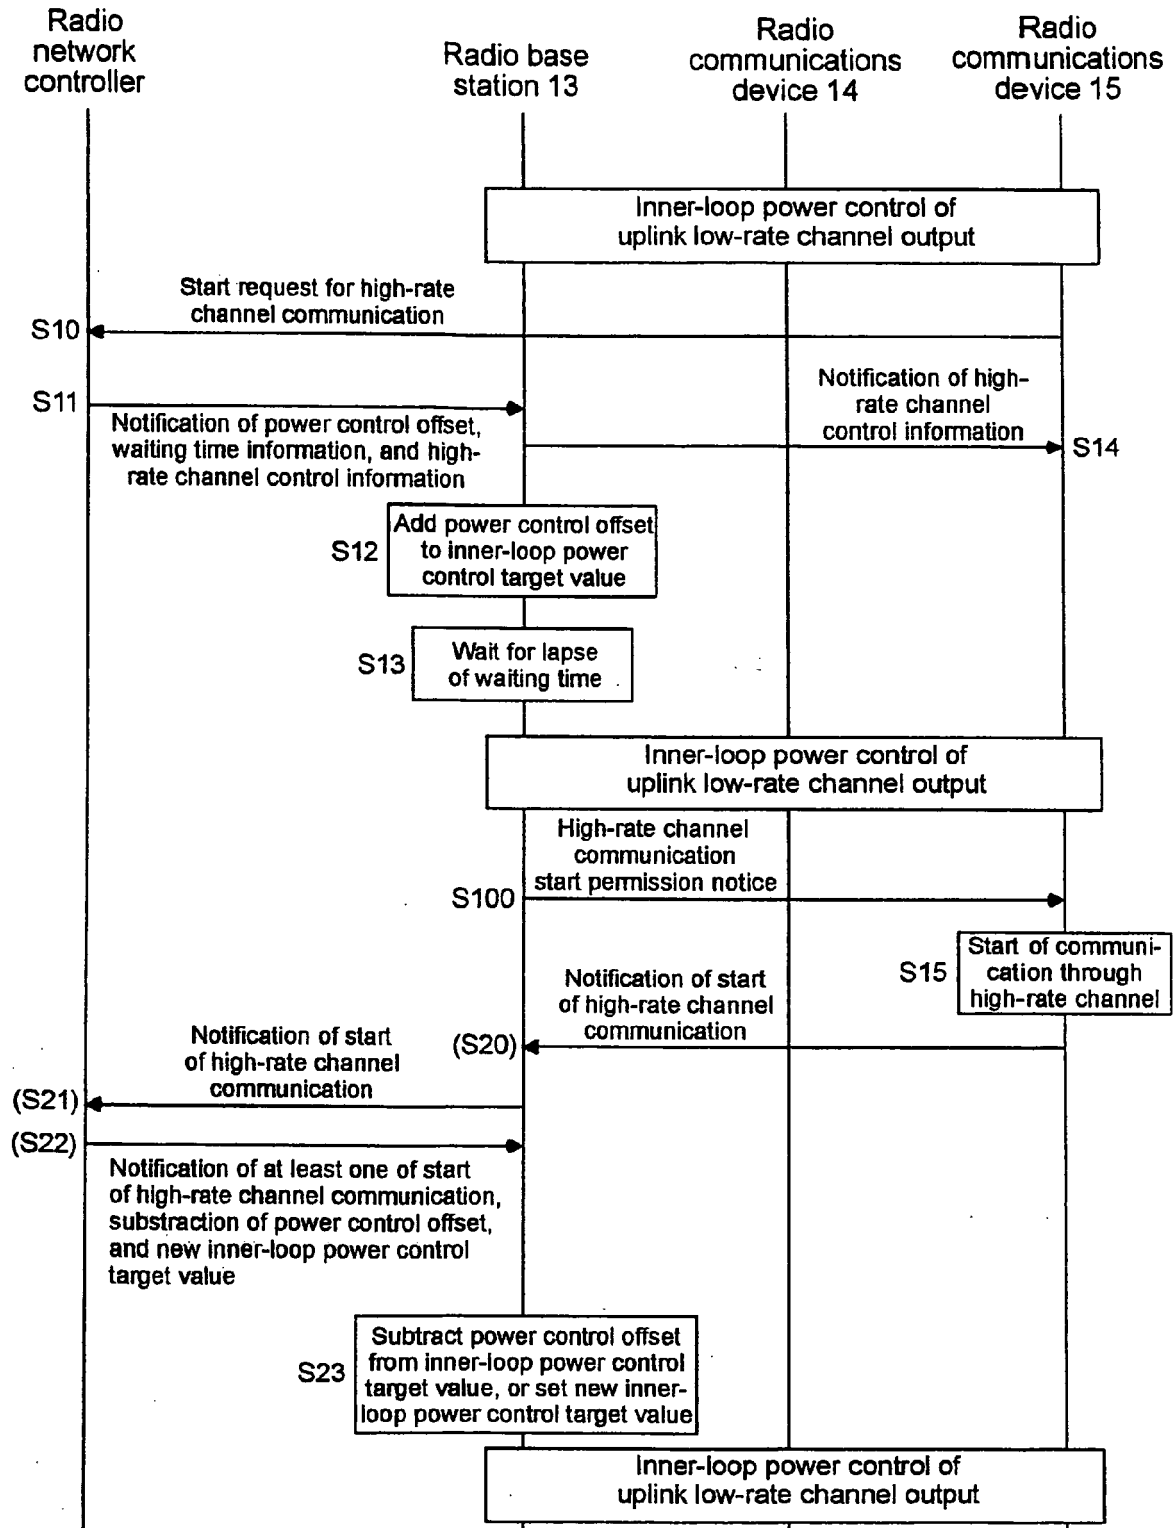 Radio
network
controller
Radio base
station 13
Radio
communications
device 14
Radio
communications
device 15
Inner-loop power control of
uplink low-rate channel output
Start request for high-rate
channel communication
S10
S11
Notification of power control offset,
waiting time information, and high-
rate channel control information
Notification of high-
rate channel
control information
S14
S12
Add power control offset
to inner-loop power
control target value
S13
Wait for lapse
of waiting time
Inner-loop power control of
uplink low-rate channel output
High-rate channel
communication
start permission notice
S100
S15
Start of communi-
cation through
high-rate channel
Notification of start
of high-rate channel
communication
(S20)
Notification of start
of high-rate channel
communication
(S21)
(S22)
Notification of at least one of start
of high-rate channel communication,
substraction of power control offset,
and new inner-loop power control
target value
S23
Subtract power control offset
from inner-loop power control
target value, or set new inner-
loop power control target value
Inner-loop power control of
uplink low-rate channel output